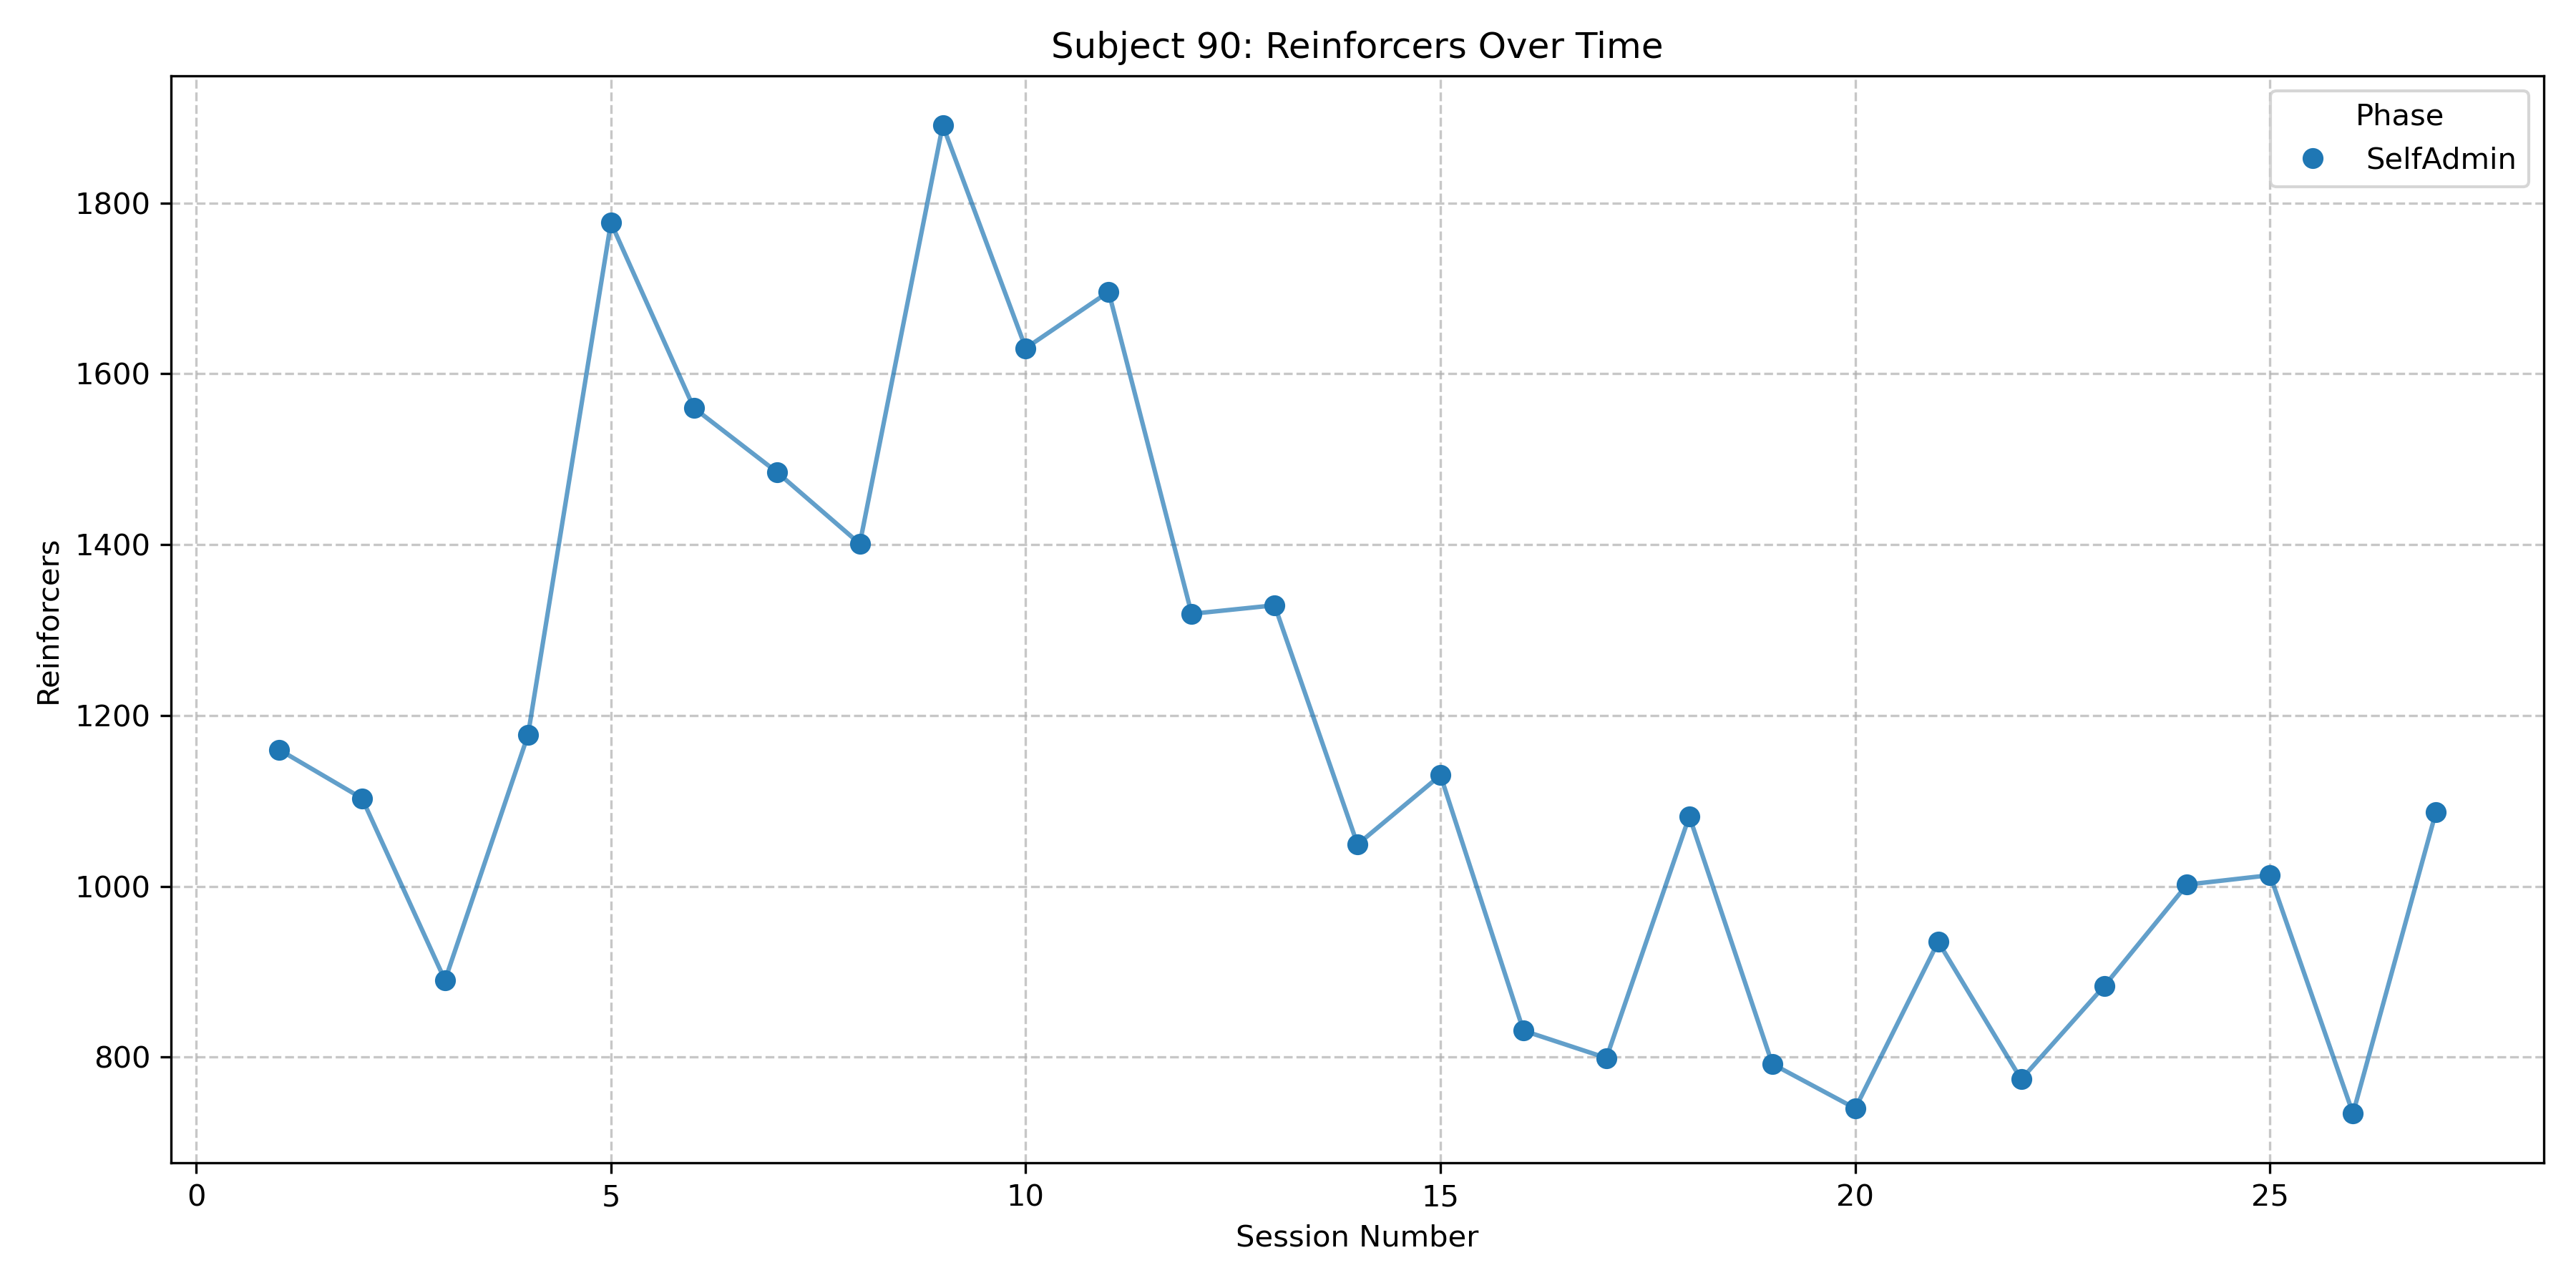 Subject 90: Reinforcers Over Time
Phase
SelfAdmin
Reinforcers
1800
1600
1400
1200
1000
800
0 5 10 15 20 25
Session Number